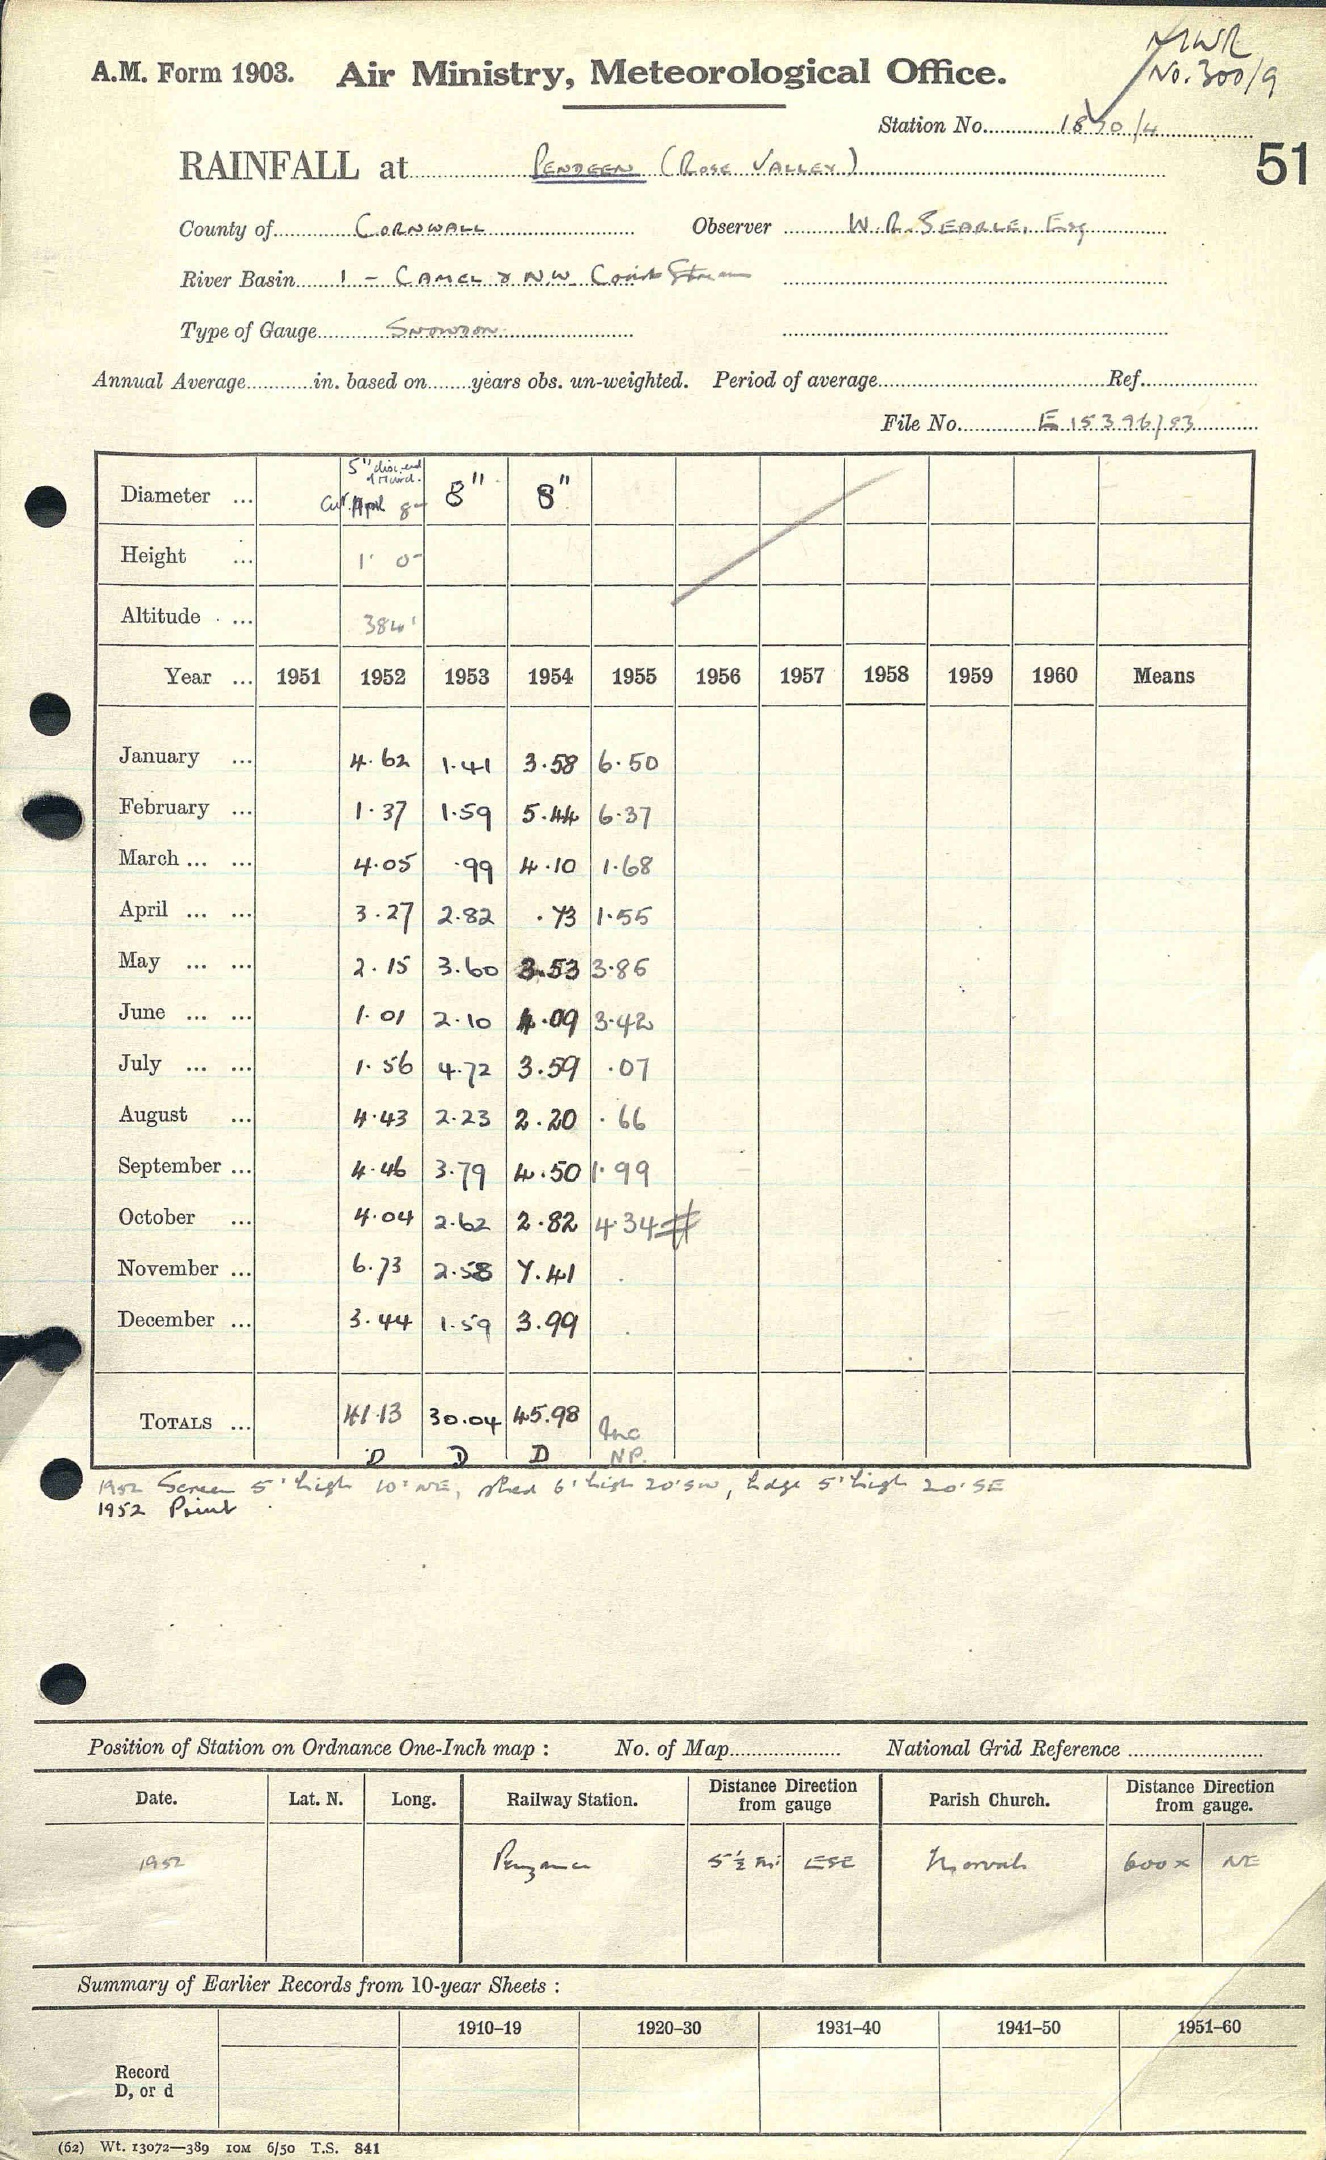 MWR
No. 300/9
A.M. Form 1903. Air Ministry, Meteorological Office.
Station No. 1870/4
51
RAINFALL at PENDEEN (ROSE VALLEY)
County of CORNWALL Observer W.R. SEARLE, Esq
River Basin 1 - CAMEL & N.W. Coast Streams
Type of Gauge SNOWDON
Annual Average in. based on years obs. un-weighted. Period of average Ref.
File No. E 15396/53
Diameter ... 5" disc. end of March. April 8" 8" 8"
Height ... 1' 0"
Altitude ... 384'
Year ... 1951 1952 1953 1954 1955 1956 1957 1958 1959 1960 Means
January ... 4.62 1.41 3.58 6.50
February ... 1.37 1.59 5.44 6.37
March ... ... 4.05 .99 4.10 1.68
April ... ... 3.27 2.82 .73 1.55
May ... ... 2.15 3.60 3.53 3.86
June ... ... 1.01 2.10 4.09 3.42
July ... ... 1.56 4.72 3.59 .07
August ... 4.43 2.23 2.20 .66
September ... 4.46 3.79 4.50 1.99
October ... 4.04 2.62 2.82 4.34 #
November ... 6.73 2.58 7.41
December ... 3.44 1.59 3.99
TOTALS ... 41.13 30.04 45.98 Inc
D D D NP.
1952 Screen 5' high 10' NE, shed 6' high 20' SW, hedge 5' high 20' SE
1952 Point
Position of Station on Ordnance One-Inch map : No. of Map National Grid Reference
Date. Lat. N. Long. Railway Station. Distance Direction from gauge Parish Church. Distance Direction from gauge.
1952 Penzance 5½ mi ESE Morvah 600x NE
Summary of Earlier Records from 10-year Sheets :
1910–19 1920–30 1931–40 1941–50 1951–60
Record
D, or d
(62) Wt. 13072—389 10M 6/50 T.S. 841